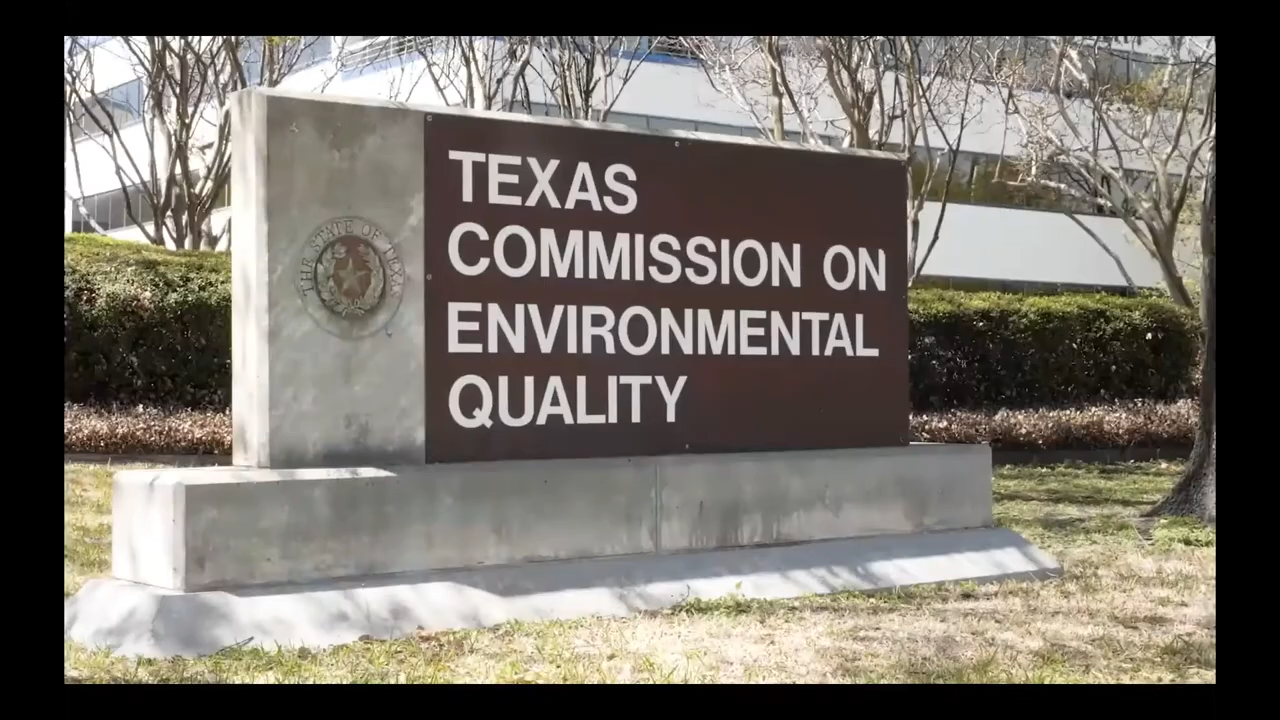 TEXAS
COMMISSION ON
ENVIRONMENTAL
QUALITY
THE STATE OF TEXAS